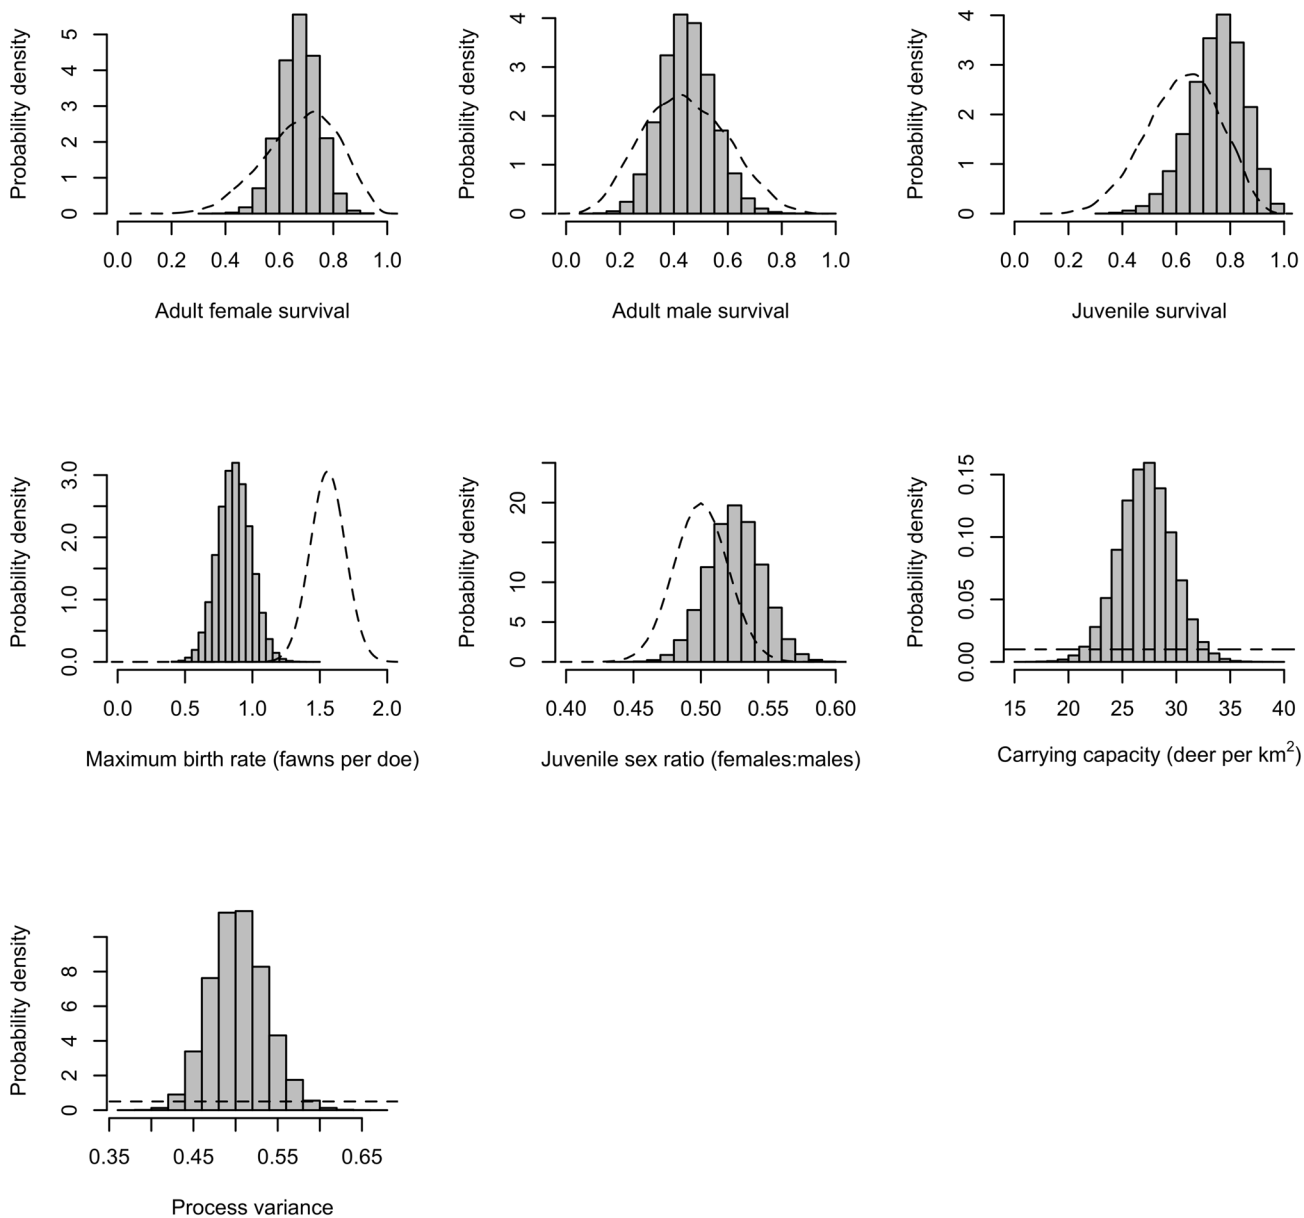 Probability density
0 1 2 3 4 5
0.0 0.2 0.4 0.6 0.8 1.0
Adult female survival
Probability density
0 1 2 3 4
0.0 0.2 0.4 0.6 0.8 1.0
Adult male survival
Probability density
0 1 2 3 4
0.0 0.2 0.4 0.6 0.8 1.0
Juvenile survival
Probability density
0.0 1.0 2.0 3.0
0.0 0.5 1.0 1.5 2.0
Maximum birth rate (fawns per doe)
Probability density
0 5 10 20
0.40 0.45 0.50 0.55 0.60
Juvenile sex ratio (females:males)
Probability density
0.00 0.05 0.10 0.15
15 20 25 30 35 40
Carrying capacity (deer per km²)
Probability density
0 2 4 6 8
0.35 0.45 0.55 0.65
Process variance